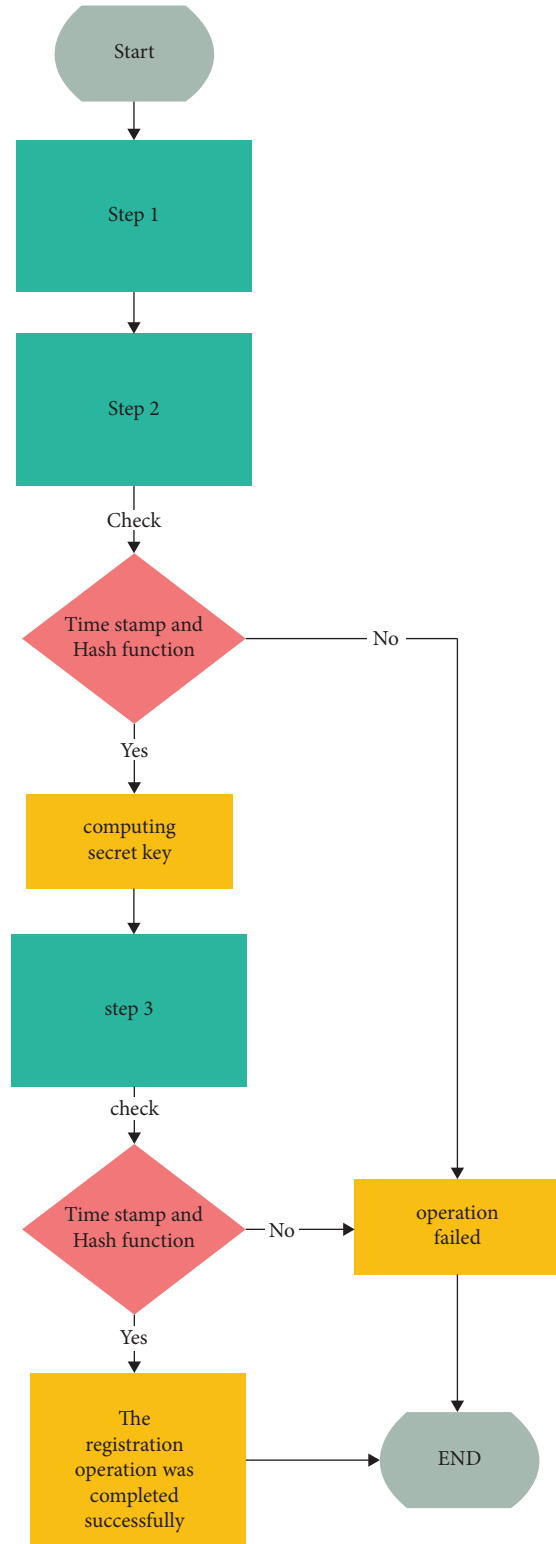 Start
Step 1
Step 2
Check
Time stamp and
Hash function
No
Yes
computing
secret key
step 3
check
Time stamp and
Hash function
No
operation
failed
Yes
The
registration
operation was
completed
successfully
END